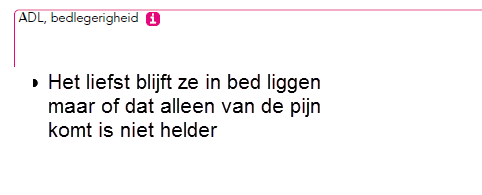 ADL, bedlegerigheid i
Het liefst blijft ze in bed liggen
maar of dat alleen van de pijn
komt is niet helder